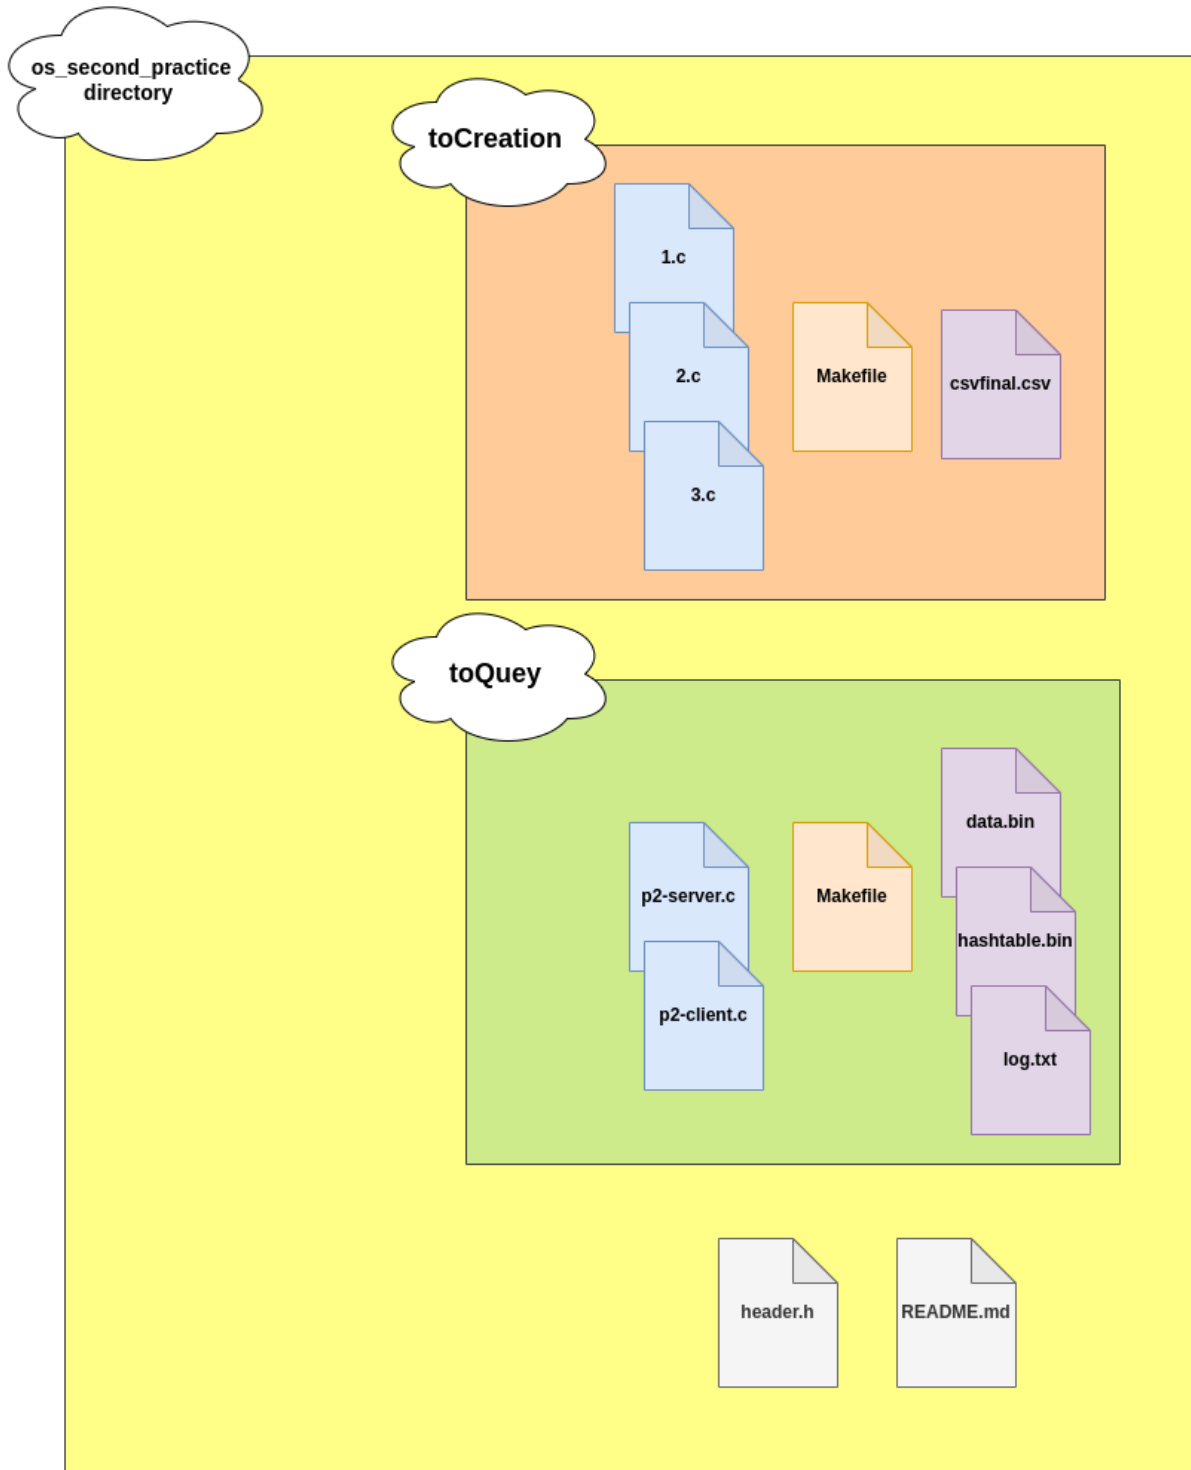 os_second_practice
directory
toCreation
1.c
2.c
3.c
Makefile
csvfinal.csv
toQuey
p2-server.c
p2-client.c
Makefile
data.bin
hashtable.bin
log.txt
header.h
README.md